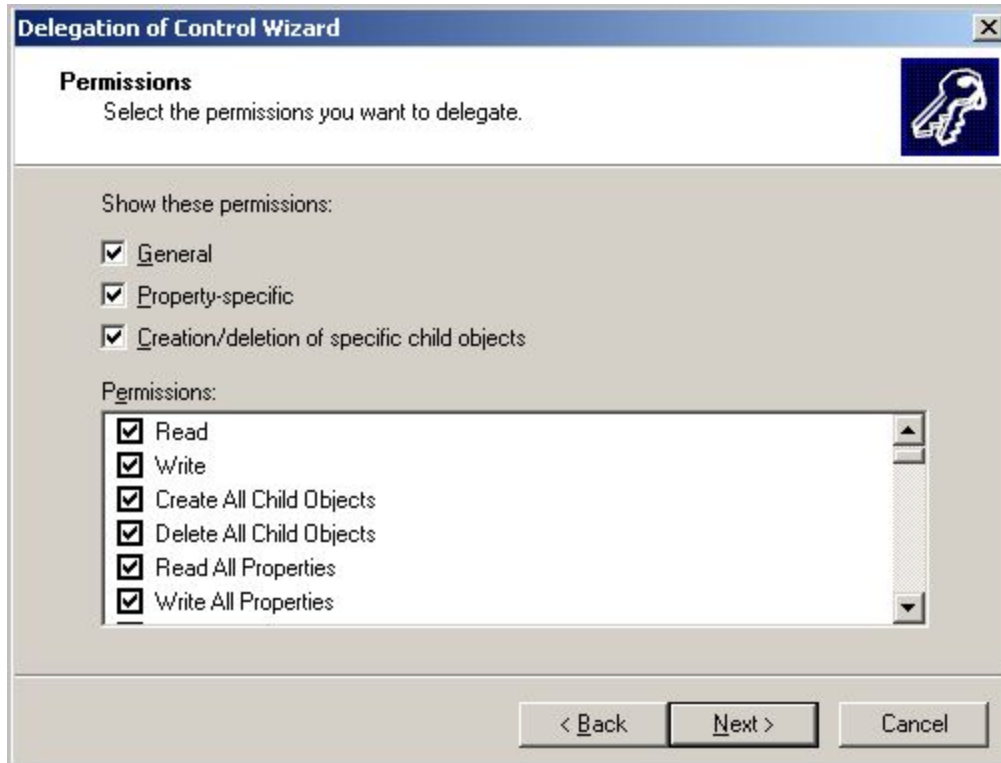 Delegation of Control Wizard
Permissions
Select the permissions you want to delegate.
Show these permissions:
General
Property-specific
Creation/deletion of specific child objects
Permissions:
Read
Write
Create All Child Objects
Delete All Child Objects
Read All Properties
Write All Properties
< Back Next > Cancel